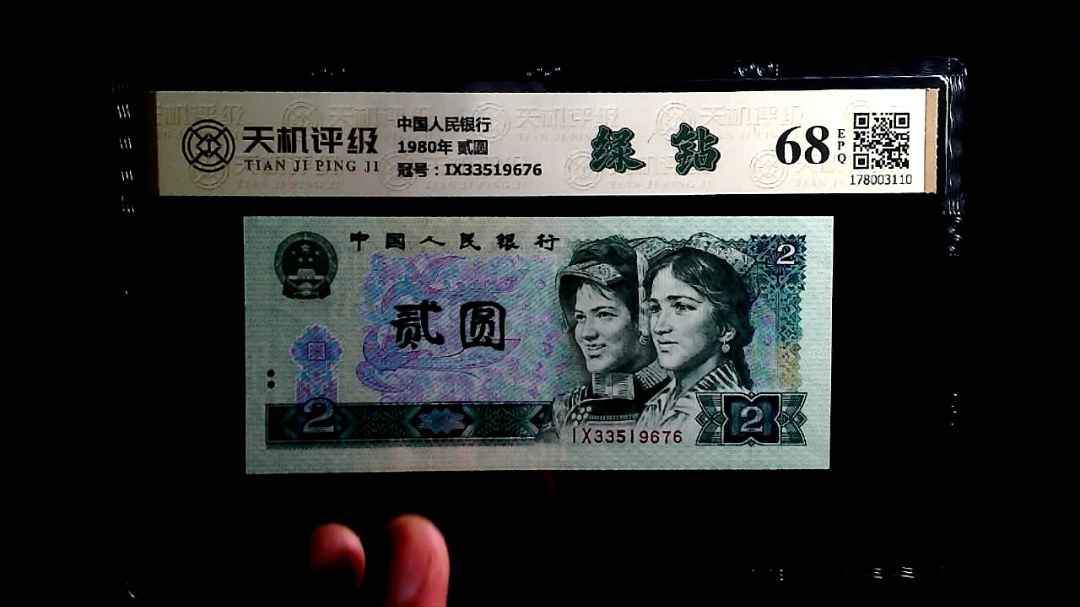 天机评级
TIAN JI PING JI
中国人民银行
1980年 贰圆
冠号：IX33519676
绿钻
68
EPQ
178003110
中国人民银行
2
贰圆
2
2
IX33519676